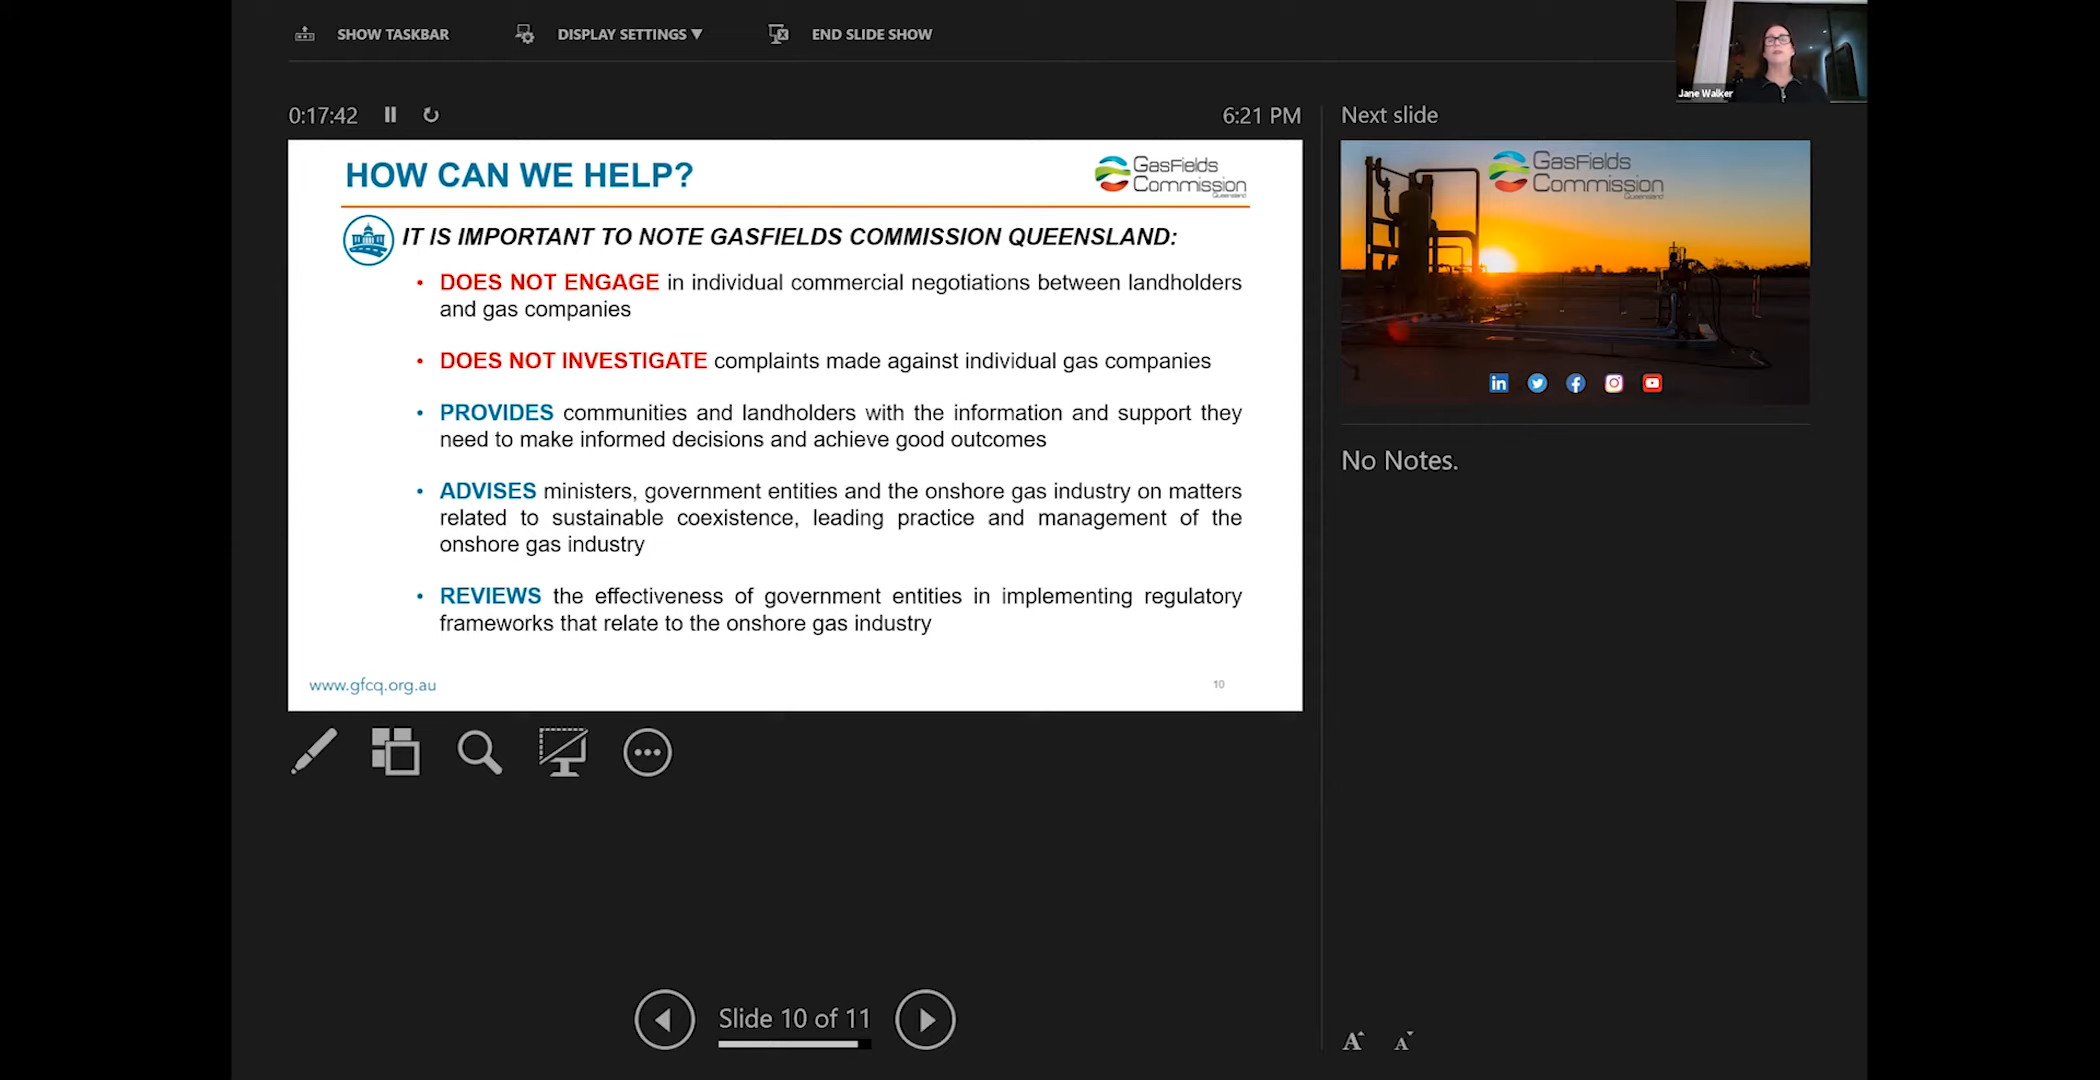 SHOW TASKBAR
DISPLAY SETTINGS ▼
END SLIDE SHOW
Jane Walker
0:17:42
6:21 PM
Next slide
HOW CAN WE HELP?
GasFields
Commission
Queensland
IT IS IMPORTANT TO NOTE GASFIELDS COMMISSION QUEENSLAND:
• DOES NOT ENGAGE in individual commercial negotiations between landholders
and gas companies
• DOES NOT INVESTIGATE complaints made against individual gas companies
• PROVIDES communities and landholders with the information and support they
need to make informed decisions and achieve good outcomes
• ADVISES ministers, government entities and the onshore gas industry on matters
related to sustainable coexistence, leading practice and management of the
onshore gas industry
• REVIEWS the effectiveness of government entities in implementing regulatory
frameworks that relate to the onshore gas industry
www.gfcq.org.au
10
GasFields
Commission
Queensland
in
No Notes.
Slide 10 of 11
A
A